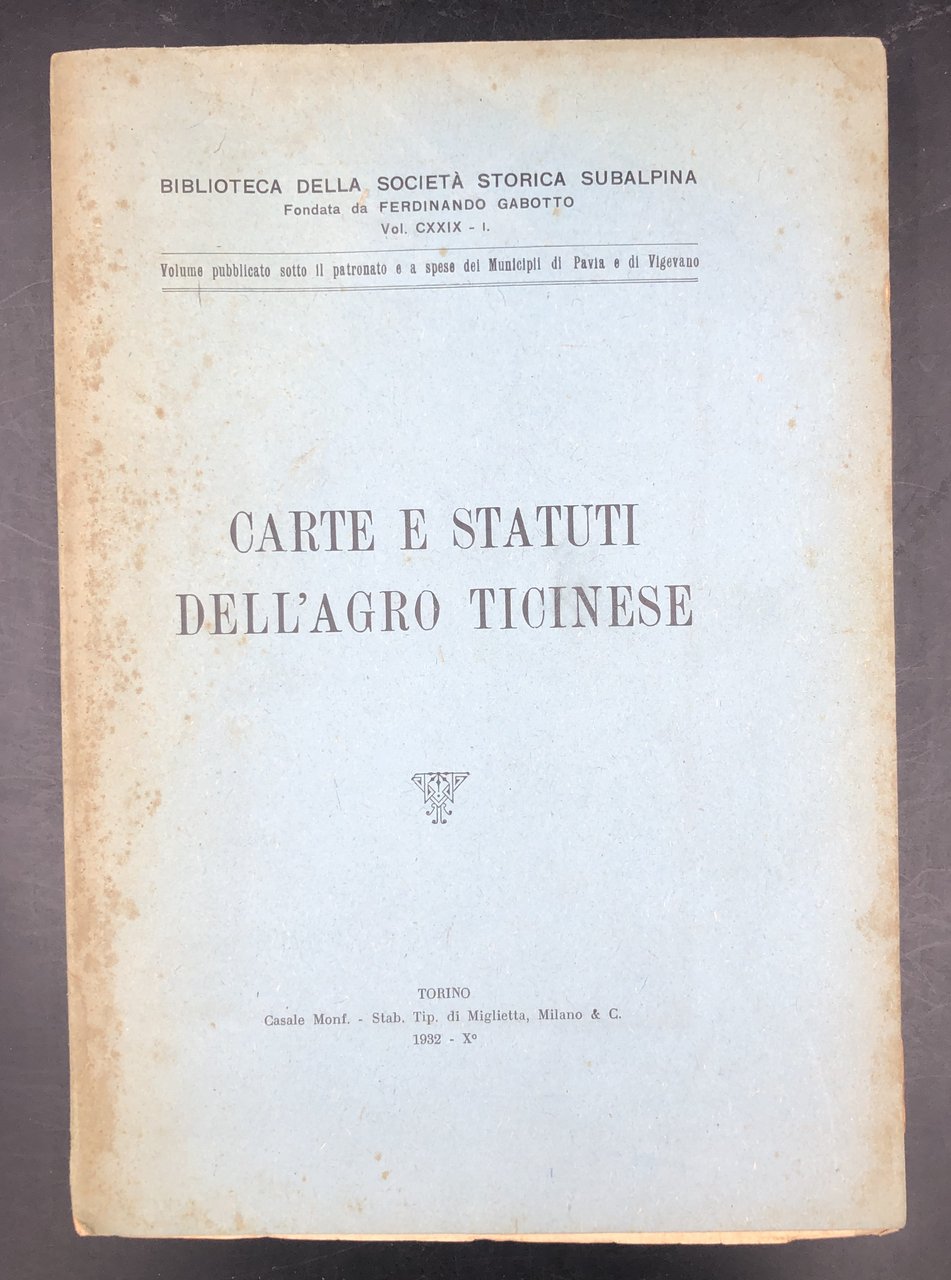 BIBLIOTECA DELLA SOCIETÀ STORICA SUBALPINA
Fondata da FERDINANDO GABOTTO
Vol. CXXIX - I.
Volume pubblicato sotto il patronato e a spese dei Municipii di Pavia e di Vigevano
CARTE E STATUTI
DELL'AGRO TICINESE
TORINO
Casale Monf. - Stab. Tip. di Miglietta, Milano & C.
1932 - Xº